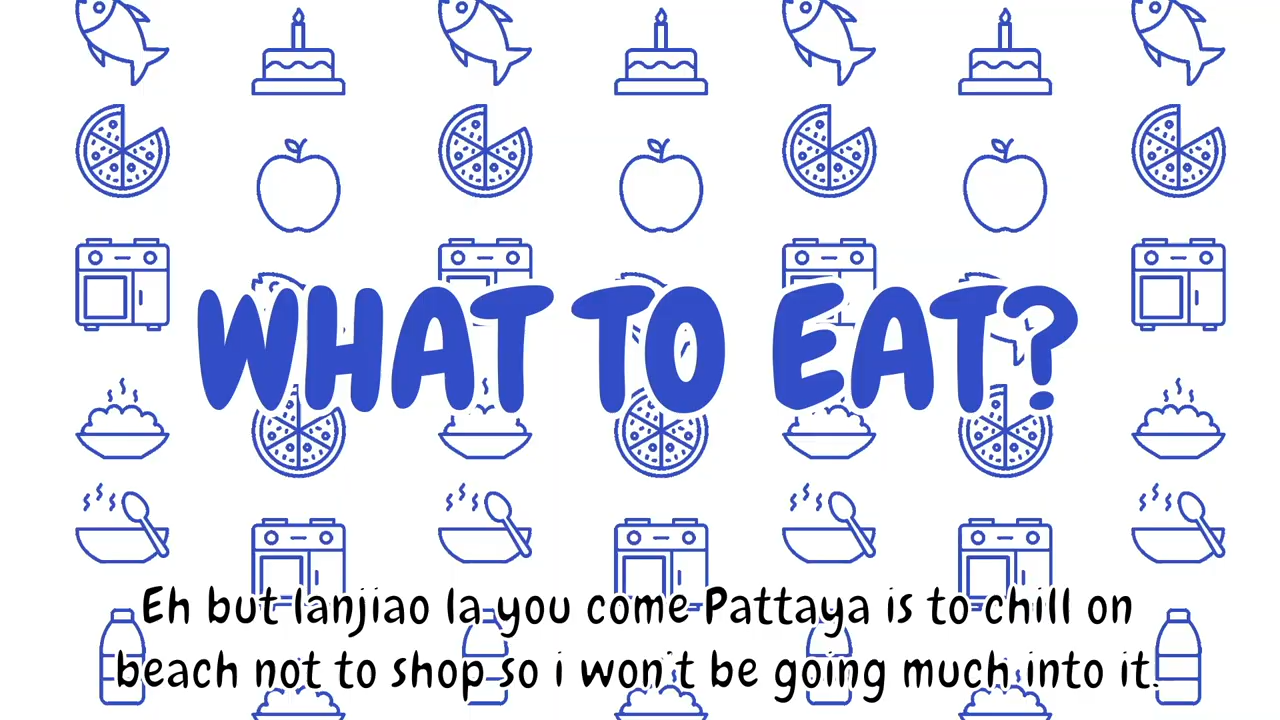 WHAT TO EAT?
Eh but lanjiao la you come Pattaya is to chill on
beach not to shop so i won't be going much into it.